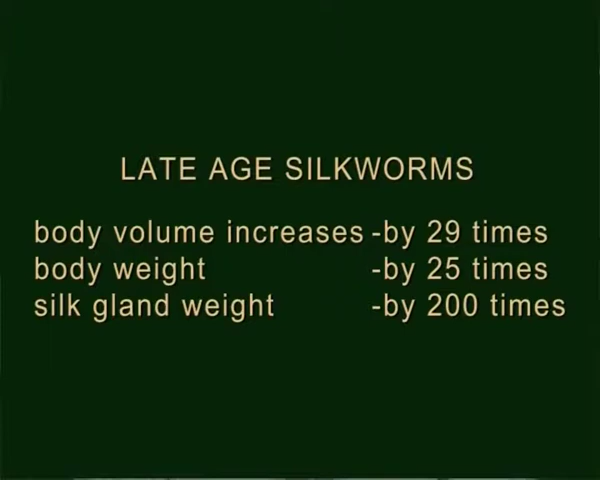 LATE AGE SILKWORMS
body volume increases -by 29 times
body weight -by 25 times
silk gland weight -by 200 times